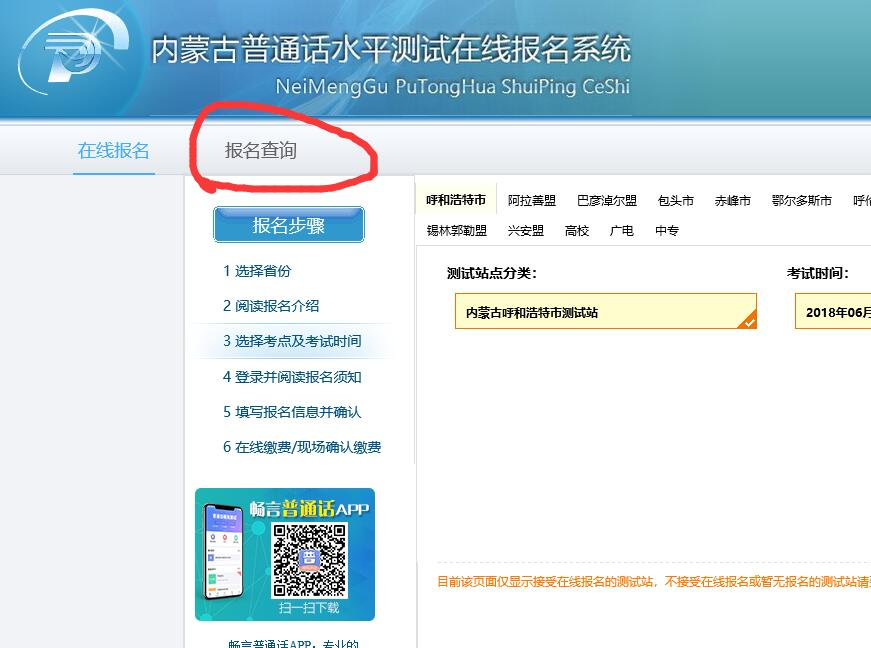 内蒙古普通话水平测试在线报名系统
NeiMengGu PuTongHua ShuiPing CeShi
在线报名 报名查询
报名步骤
1 选择省份
2 阅读报名介绍
3 选择考点及考试时间
4 登录并阅读报名须知
5 填写报名信息并确认
6 在线缴费/现场确认缴费
畅言普通话APP
普
扫一扫下载
畅言普通话APP，专业的
呼和浩特市 阿拉善盟 巴彦淖尔盟 包头市 赤峰市 鄂尔多斯市 呼伦
锡林郭勒盟 兴安盟 高校 广电 中专
测试站点分类： 考试时间：
内蒙古呼和浩特市测试站 2018年06月
目前该页面仅显示接受在线报名的测试站，不接受在线报名或暂无报名的测试站请